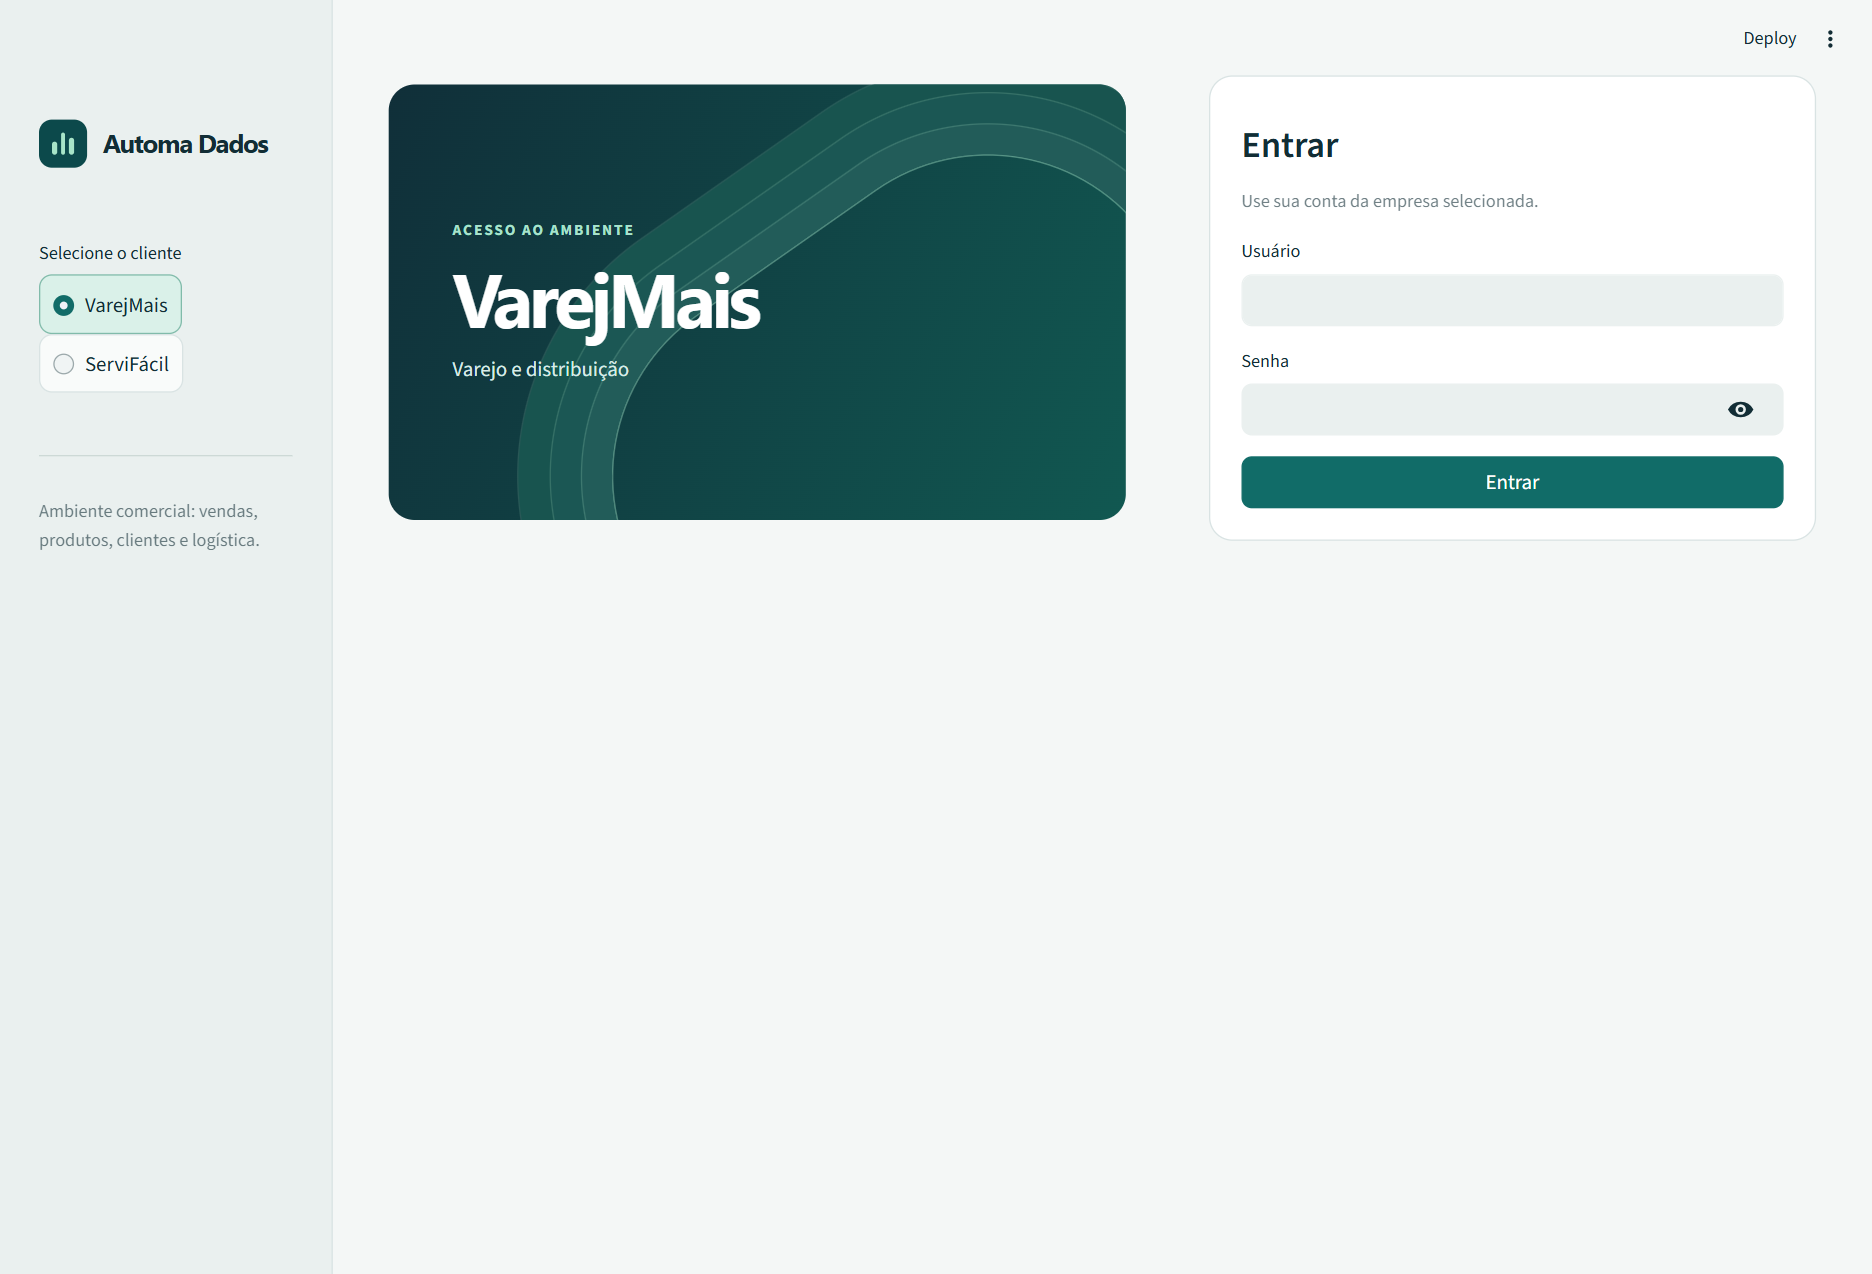 Deploy
Automa Dados
Selecione o cliente
VarejMais
ServiFácil
Ambiente comercial: vendas,
produtos, clientes e logística.
ACESSO AO AMBIENTE
VarejMais
Varejo e distribuição
Entrar
Use sua conta da empresa selecionada.
Usuário
Senha
Entrar